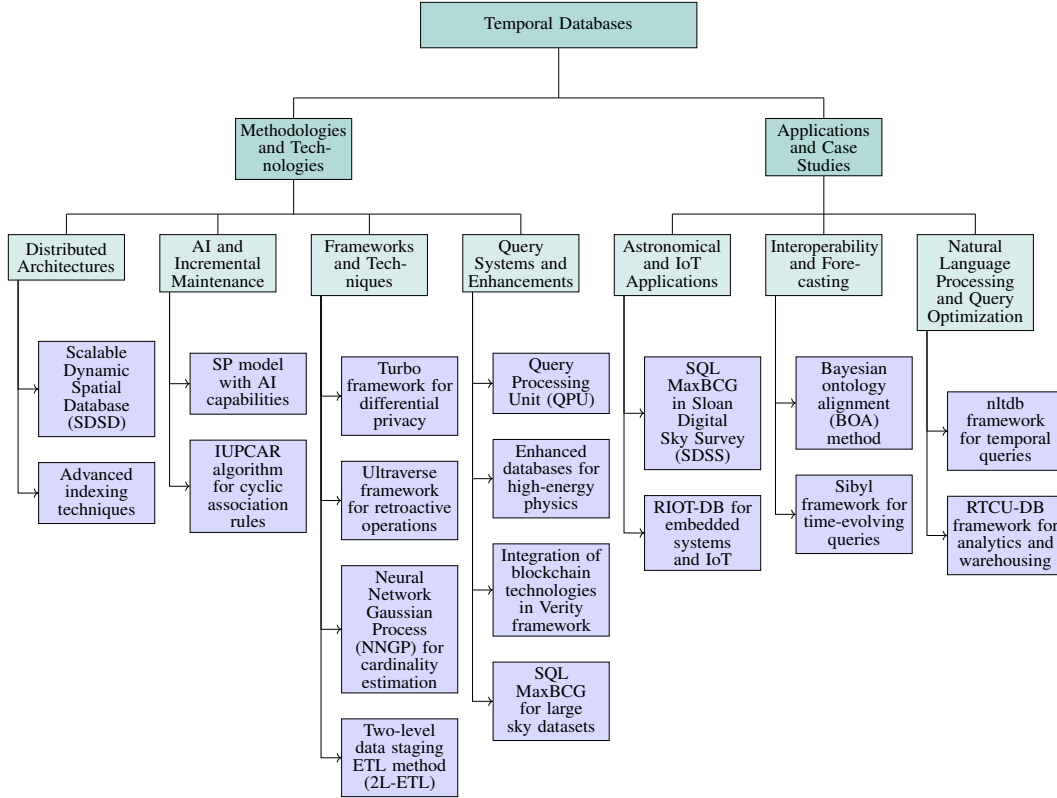 Temporal Databases
Methodologies
and Tech-
nologies
Applications
and Case
Studies
Distributed
Architectures
AI and
Incremental
Maintenance
Frameworks
and Tech-
niques
Query
Systems and
Enhancements
Astronomical
and IoT
Applications
Interoperability
and Fore-
casting
Natural
Language
Processing
and Query
Optimization
Scalable
Dynamic
Spatial
Database
(SDSD)
Advanced
indexing
techniques
SP model
with AI
capabilities
IUPCAR
algorithm
for cyclic
association
rules
Turbo
framework for
differential
privacy
Ultraverse
framework
for retroactive
operations
Neural
Network
Gaussian
Process
(NNGP) for
cardinality
estimation
Two-level
data staging
ETL method
(2L-ETL)
Query
Processing
Unit (QPU)
Enhanced
databases for
high-energy
physics
Integration of
blockchain
technologies
in Verity
framework
SQL
MaxBCG
for large
sky datasets
SQL
MaxBCG
in Sloan
Digital
Sky Survey
(SDSS)
RIOT-DB for
embedded
systems
and IoT
Bayesian
ontology
alignment
(BOA)
method
Sibyl
framework for
time-evolving
queries
nltdb
framework
for temporal
queries
RTCU-DB
framework for
analytics and
warehousing